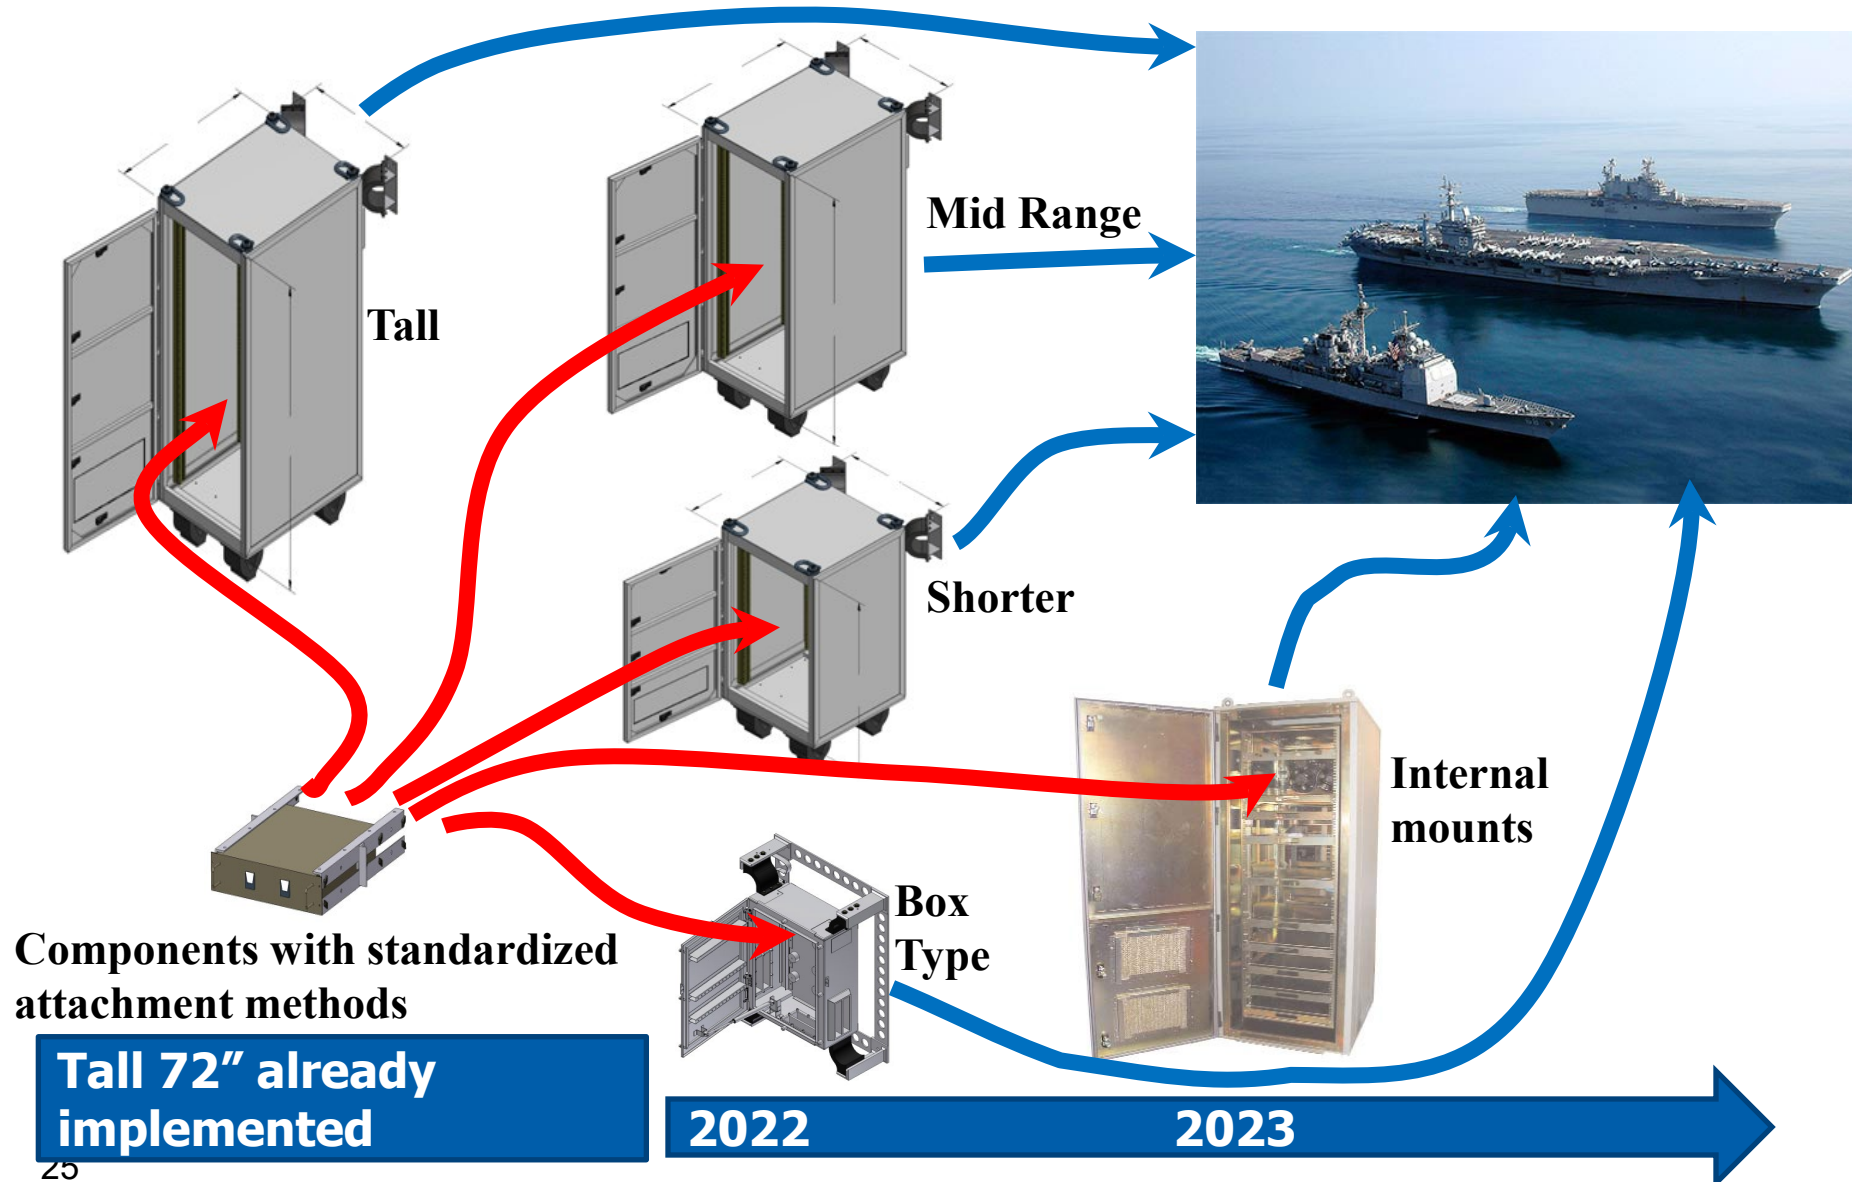 Mid Range
Tall
Shorter
Internal
mounts
Box
Type
Components with standardized
attachment methods
Tall 72” already
implemented
2022
2023
25